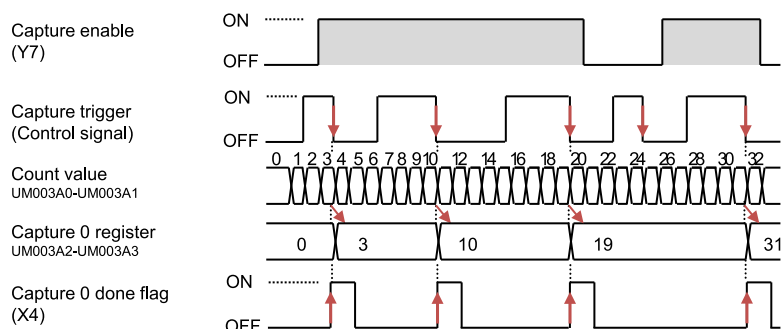 Capture enable
(Y7)
ON
OFF
Capture trigger
(Control signal)
ON
OFF
0 1 2 3 4 5 6 7 8 9 10 12 14 16 18 20 22 24 26 28 30 32
Count value
UM003A0-UM003A1
Capture 0 register
UM003A2-UM003A3
0 3 10 19 31
Capture 0 done flag
(X4)
ON
OFF